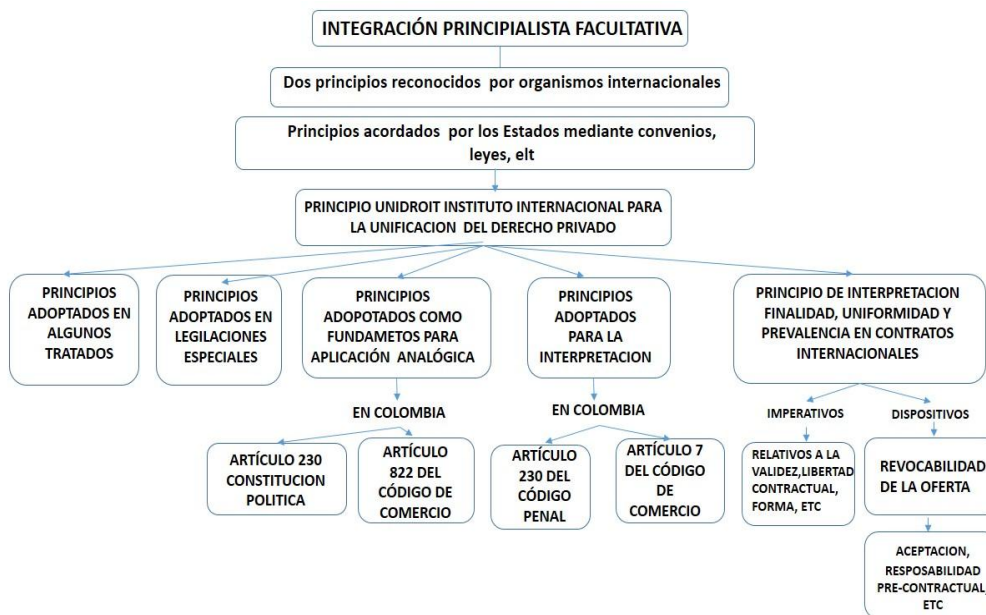 INTEGRACIÓN PRINCIPIALISTA FACULTATIVA
Dos principios reconocidos por organismos internacionales
Principios acordados por los Estados mediante convenios,
leyes, elt
PRINCIPIO UNIDROIT INSTITUTO INTERNACIONAL PARA
LA UNIFICACION DEL DERECHO PRIVADO
PRINCIPIOS
ADOPTADOS EN
ALGUNOS
TRATADOS
PRINCIPIOS
ADOPTADOS EN
LEGILACIONES
ESPECIALES
PRINCIPIOS
ADOPOTADOS COMO
FUNDAMETOS PARA
APLICACIÓN ANALÓGICA
PRINCIPIOS
ADOPTADOS
PARA LA
INTERPRETACION
PRINCIPIO DE INTERPRETACION
FINALIDAD, UNIFORMIDAD Y
PREVALENCIA EN CONTRATOS
INTERNACIONALES
EN COLOMBIA
EN COLOMBIA
IMPERATIVOS
DISPOSITIVOS
ARTÍCULO 230
CONSTITUCION
POLITICA
ARTÍCULO
822 DEL
CÓDIGO DE
COMERCIO
ARTÍCULO
230 DEL
CÓDIGO
PENAL
ARTÍCULO 7
DEL CÓDIGO
DE
COMERCIO
RELATIVOS A LA
VALIDEZ,LIBERTAD
CONTRACTUAL,
FORMA, ETC
REVOCABILIDAD
DE LA OFERTA
ACEPTACION,
RESPOSABILIDAD
PRE-CONTRACTUAL,
ETC